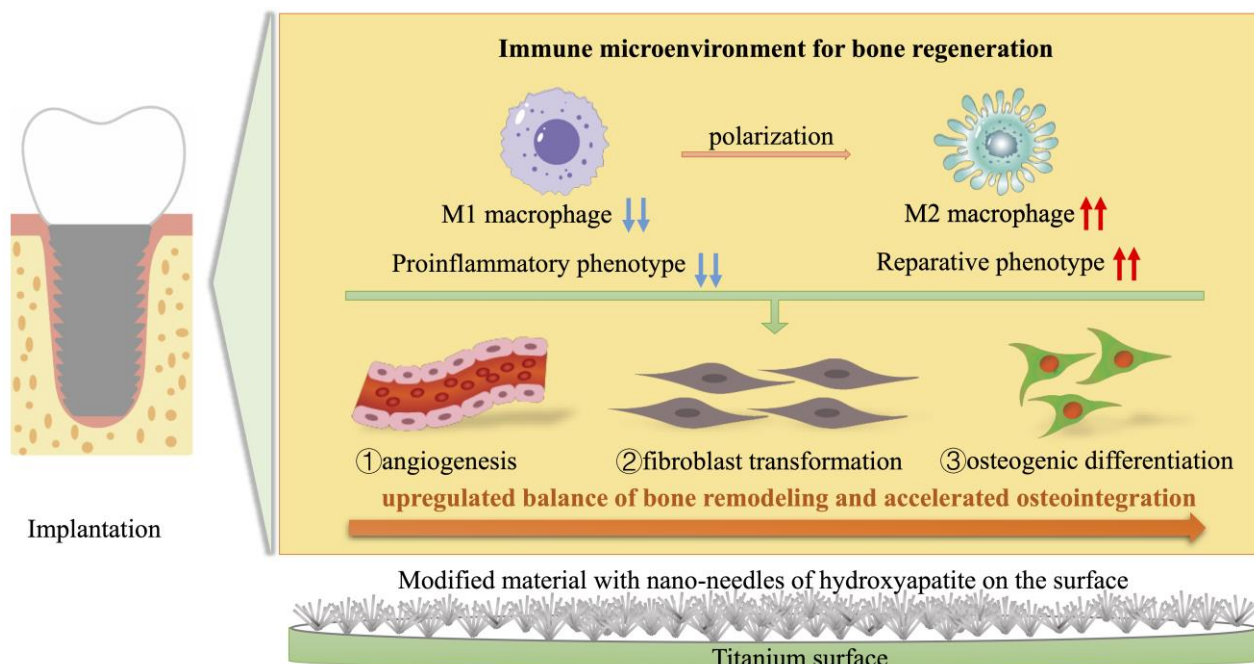 Immune microenvironment for bone regeneration
polarization
M1 macrophage
M2 macrophage
Proinflammatory phenotype
Reparative phenotype
①angiogenesis
②fibroblast transformation
③osteogenic differentiation
upregulated balance of bone remodeling and accelerated osteointegration
Implantation
Modified material with nano-needles of hydroxyapatite on the surface
Titanium surface